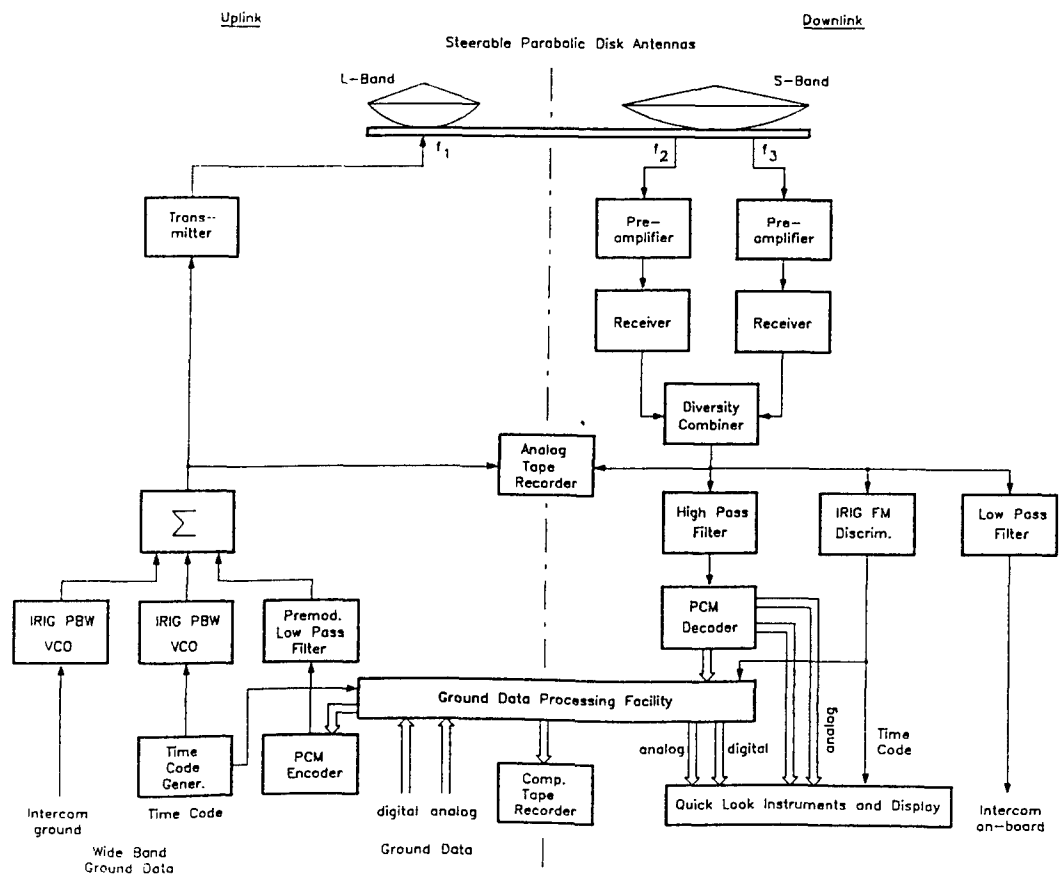 Uplink
Downlink
Steerable Parabolic Disk Antennas
L-Band
S-Band
f1
f2
f3
Trans-
mitter
Pre-
amplifier
Pre-
amplifier
Receiver
Receiver
Diversity
Combiner
Analog
Tape
Recorder
Σ
High Pass
Filter
IRIG FM
Discrim.
Low Pass
Filter
IRIG PBW
VCO
IRIG PBW
VCO
Premod.
Low Pass
Filter
PCM
Decoder
Ground Data Processing Facility
Time
Code
Gener.
PCM
Encoder
analog
digital
analog
Time
Code
Comp.
Tape
Recorder
Quick Look Instruments and Display
Intercom
ground
Time Code
digital analog
Intercom
on-board
Wide Band
Ground Data
Ground Data